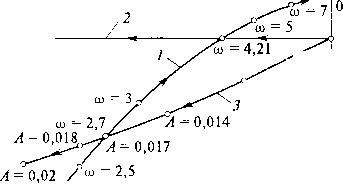 ω = 7
0
2
ω = 5
1
ω = 4,21
ω = 3
3
ω = 2,7
A = 0,014
A = 0,018
A = 0,017
A = 0,02
ω = 2,5